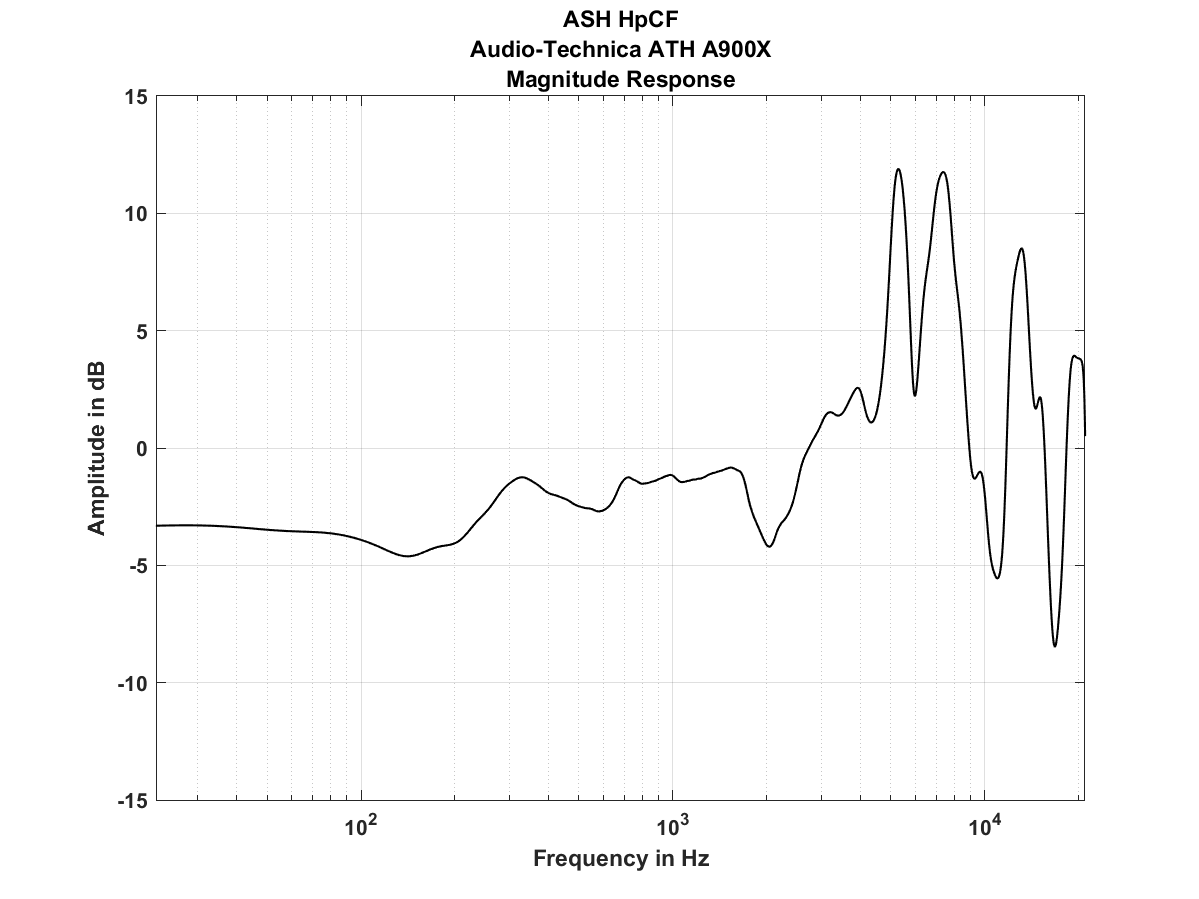 ASH HpCF
Audio-Technica ATH A900X
Magnitude Response
15
10
5
0
-5
-10
-15
Amplitude in dB
10² 10³ 10⁴
Frequency in Hz